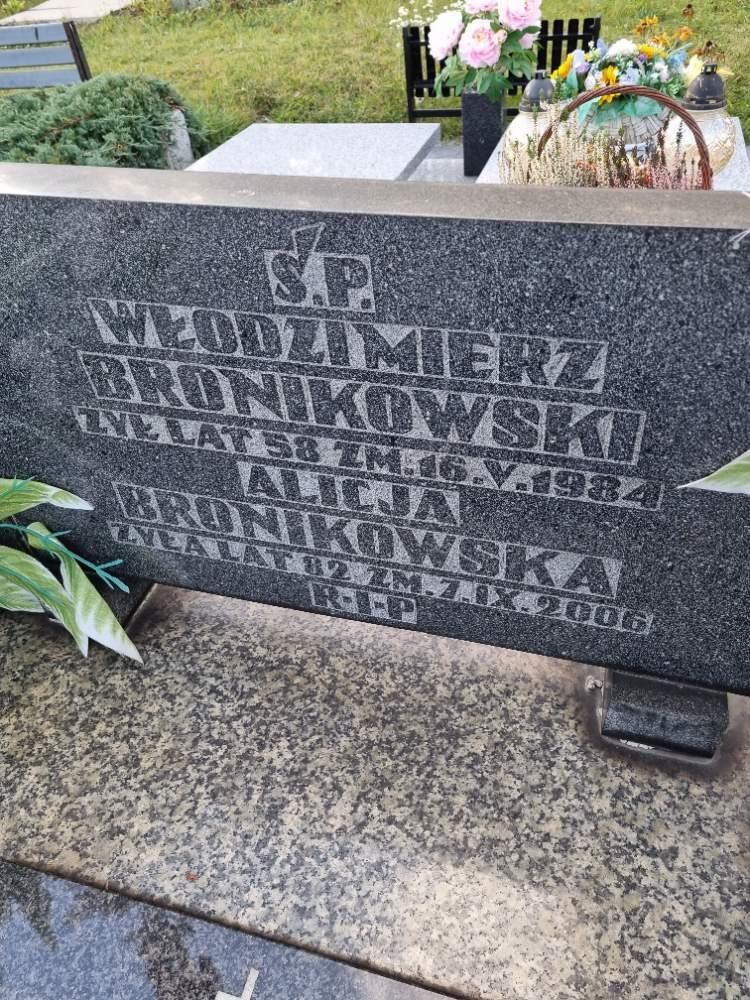 Ś.P.
WŁODZIMIERZ
BRONIKOWSKI
ŻYŁ LAT 58 ZM.16.V.1984
ALICJA
BRONIKOWSKA
ŻYŁA LAT 82 ZM.7.IX.2006
R-I-P